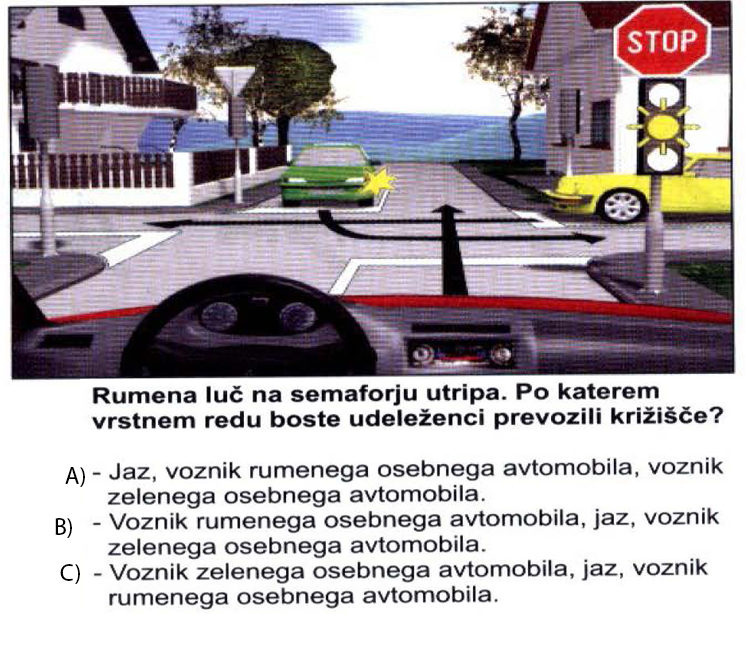 STOP
Rumena luč na semaforju utripa. Po katerem
vrstnem redu boste udeleženci prevozili križišče?
A) - Jaz, voznik rumenega osebnega avtomobila, voznik
zelenega osebnega avtomobila.
B) - Voznik rumenega osebnega avtomobila, jaz, voznik
zelenega osebnega avtomobila.
C) - Voznik zelenega osebnega avtomobila, jaz, voznik
rumenega osebnega avtomobila.